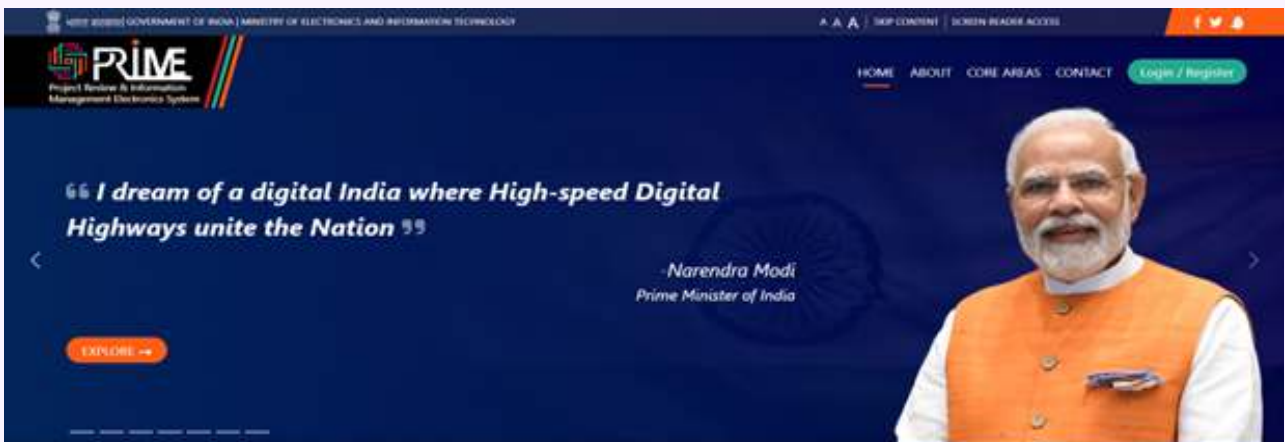 भारत सरकार | GOVERNMENT OF INDIA | MINISTRY OF ELECTRONICS AND INFORMATION TECHNOLOGY
A A A | SKIP CONTENT | SCREEN READER ACCESS
PRIME
Project Review & Information
Management Electronics System
HOME ABOUT CORE AREAS CONTACT Login / Register
“ I dream of a digital India where High-speed Digital
Highways unite the Nation ”
-Narendra Modi
Prime Minister of India
EXPLORE →